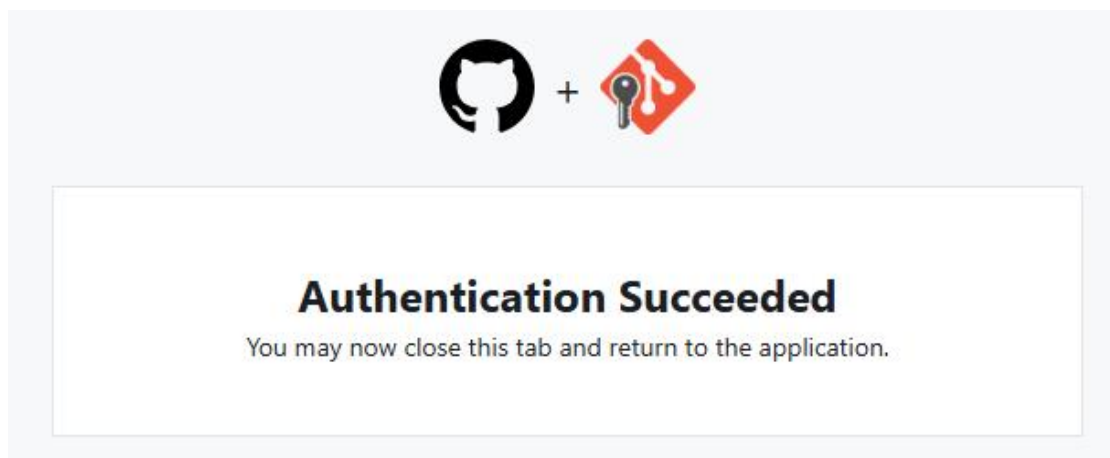 +
Authentication Succeeded
You may now close this tab and return to the application.